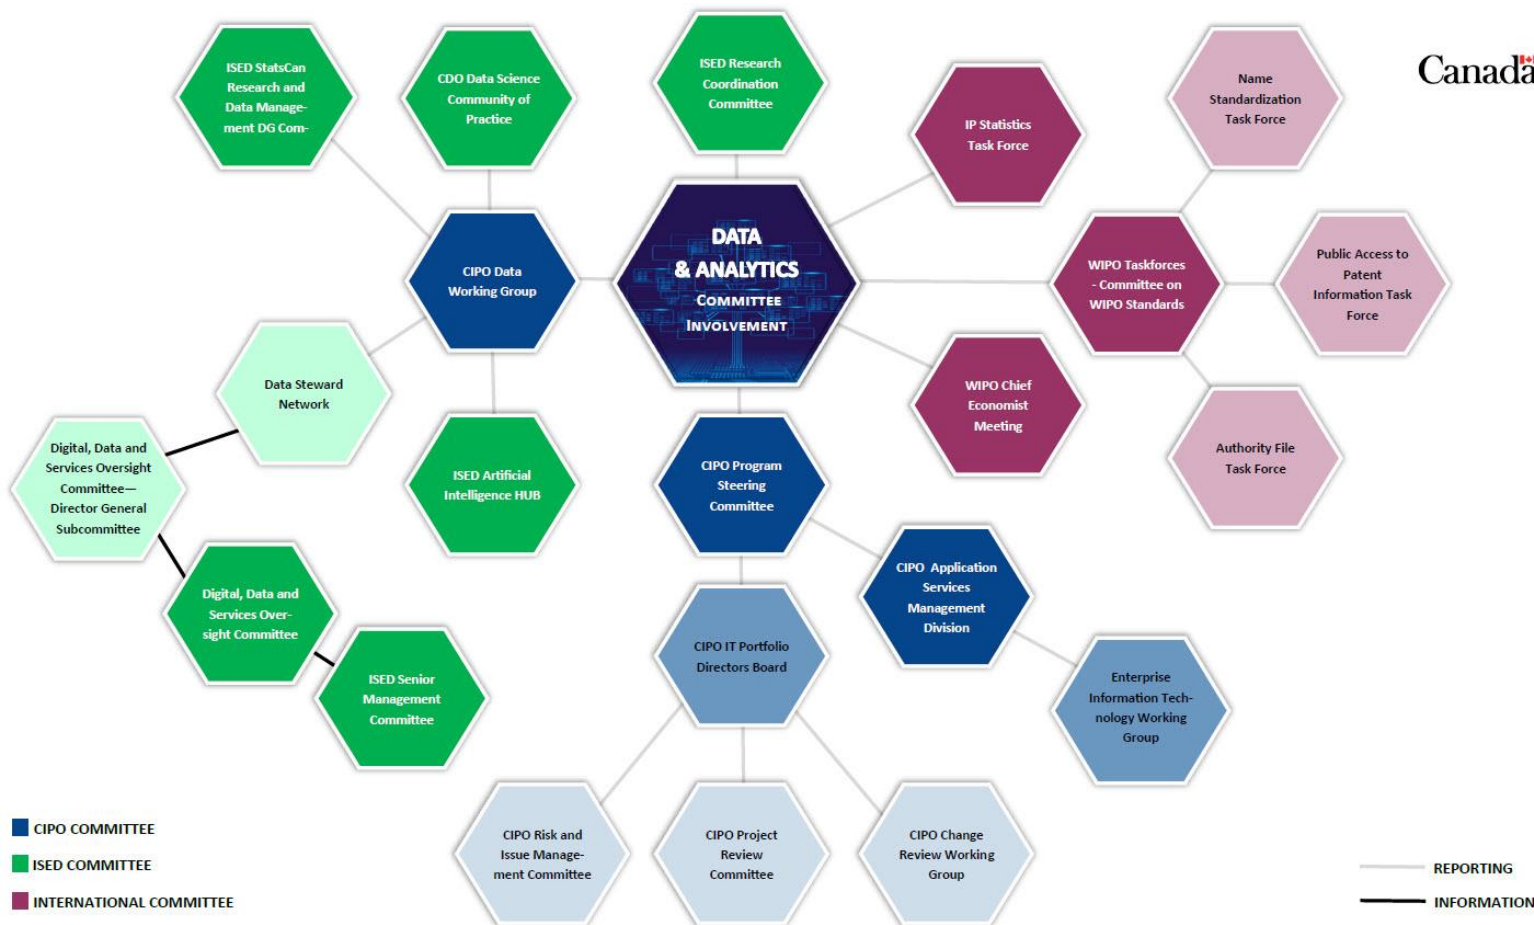 ISED StatsCan
Research and
Data Manage-
ment DG Com-
CDO Data Science
Community of
Practice
ISED Research
Coordination
Committee
IP Statistics
Task Force
Name
Standardization
Task Force
Canada
CIPO Data
Working Group
DATA
& ANALYTICS
COMMITTEE
INVOLVEMENT
WIPO Taskforces
- Committee on
WIPO Standards
Public Access to
Patent
Information Task
Force
Data Steward
Network
WIPO Chief
Economist
Meeting
Authority File
Task Force
Digital, Data and
Services Oversight
Committee—
Director General
Subcommittee
ISED Artificial
Intelligence HUB
CIPO Program
Steering
Committee
Digital, Data and
Services Over-
sight Committee
CIPO Application
Services
Management
Division
ISED Senior
Management
Committee
CIPO IT Portfolio
Directors Board
Enterprise
Information Tech-
nology Working
Group
CIPO Risk and
Issue Manage-
ment Committee
CIPO Project
Review
Committee
CIPO Change
Review Working
Group
CIPO COMMITTEE
ISED COMMITTEE
INTERNATIONAL COMMITTEE
REPORTING
INFORMATION